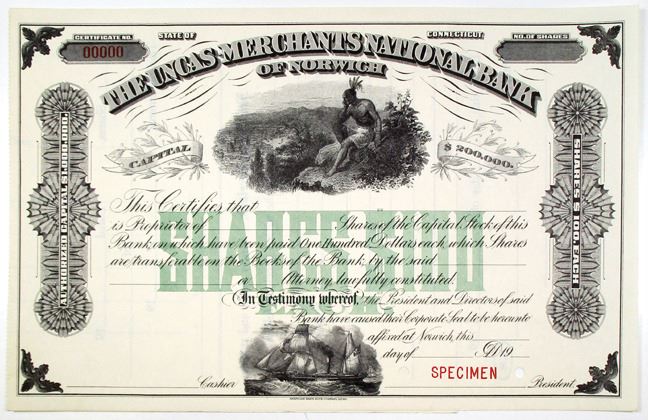 CERTIFICATE NO.
00000
STATE OF
CONNECTICUT.
NO. OF SHARES
THE UNCAS-MERCHANTS NATIONAL BANK
OF NORWICH
CAPITAL
$200,000.
SHARES $100. EACH
This Certifies that
is Proprietor of Shares of the Capital Stock of this
Bank, on which have been paid One Hundred Dollars each, which Shares
are transferable on the Books of the Bank, by the said
or Attorney lawfully constituted.
In Testimony whereof, the President and Directors of said
Bank have caused their Corporate Seal to be hereunto
affixed at Norwich, this
day of AD 19
SPECIMEN
Cashier
President
AMERICAN BANK NOTE COMPANY